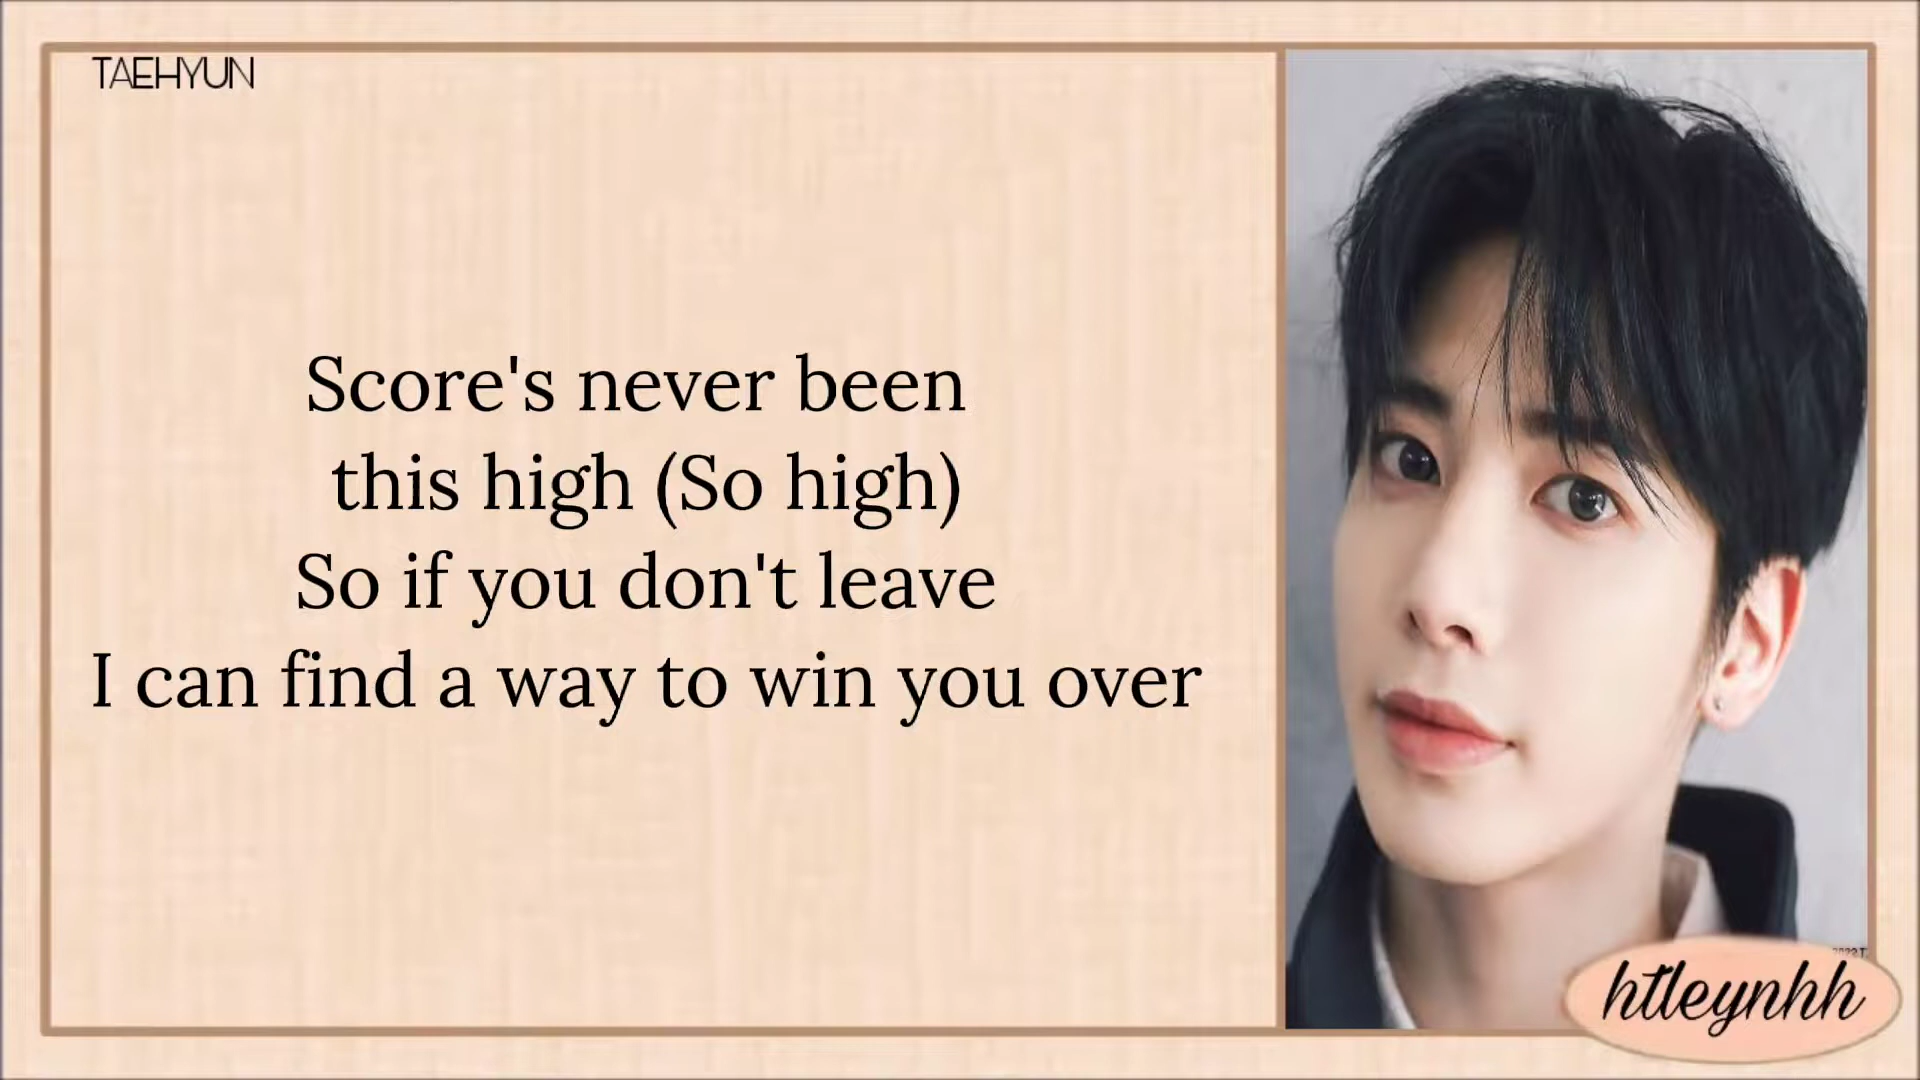 TAEHYUN
Score's never been
this high (So high)
So if you don't leave
I can find a way to win you over
htleynhh